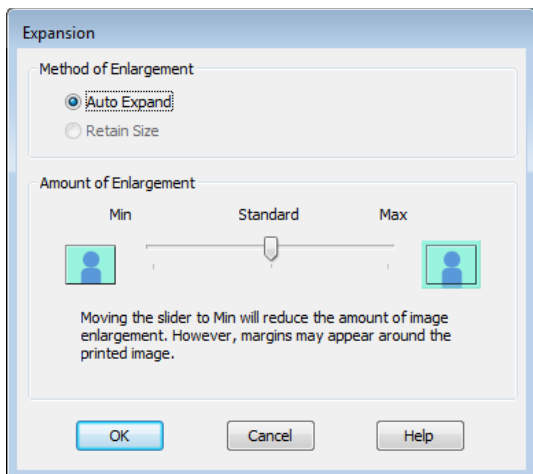 Expansion
Method of Enlargement
Auto Expand
Retain Size
Amount of Enlargement
Min Standard Max
Moving the slider to Min will reduce the amount of image
enlargement. However, margins may appear around the
printed image.
OK Cancel Help